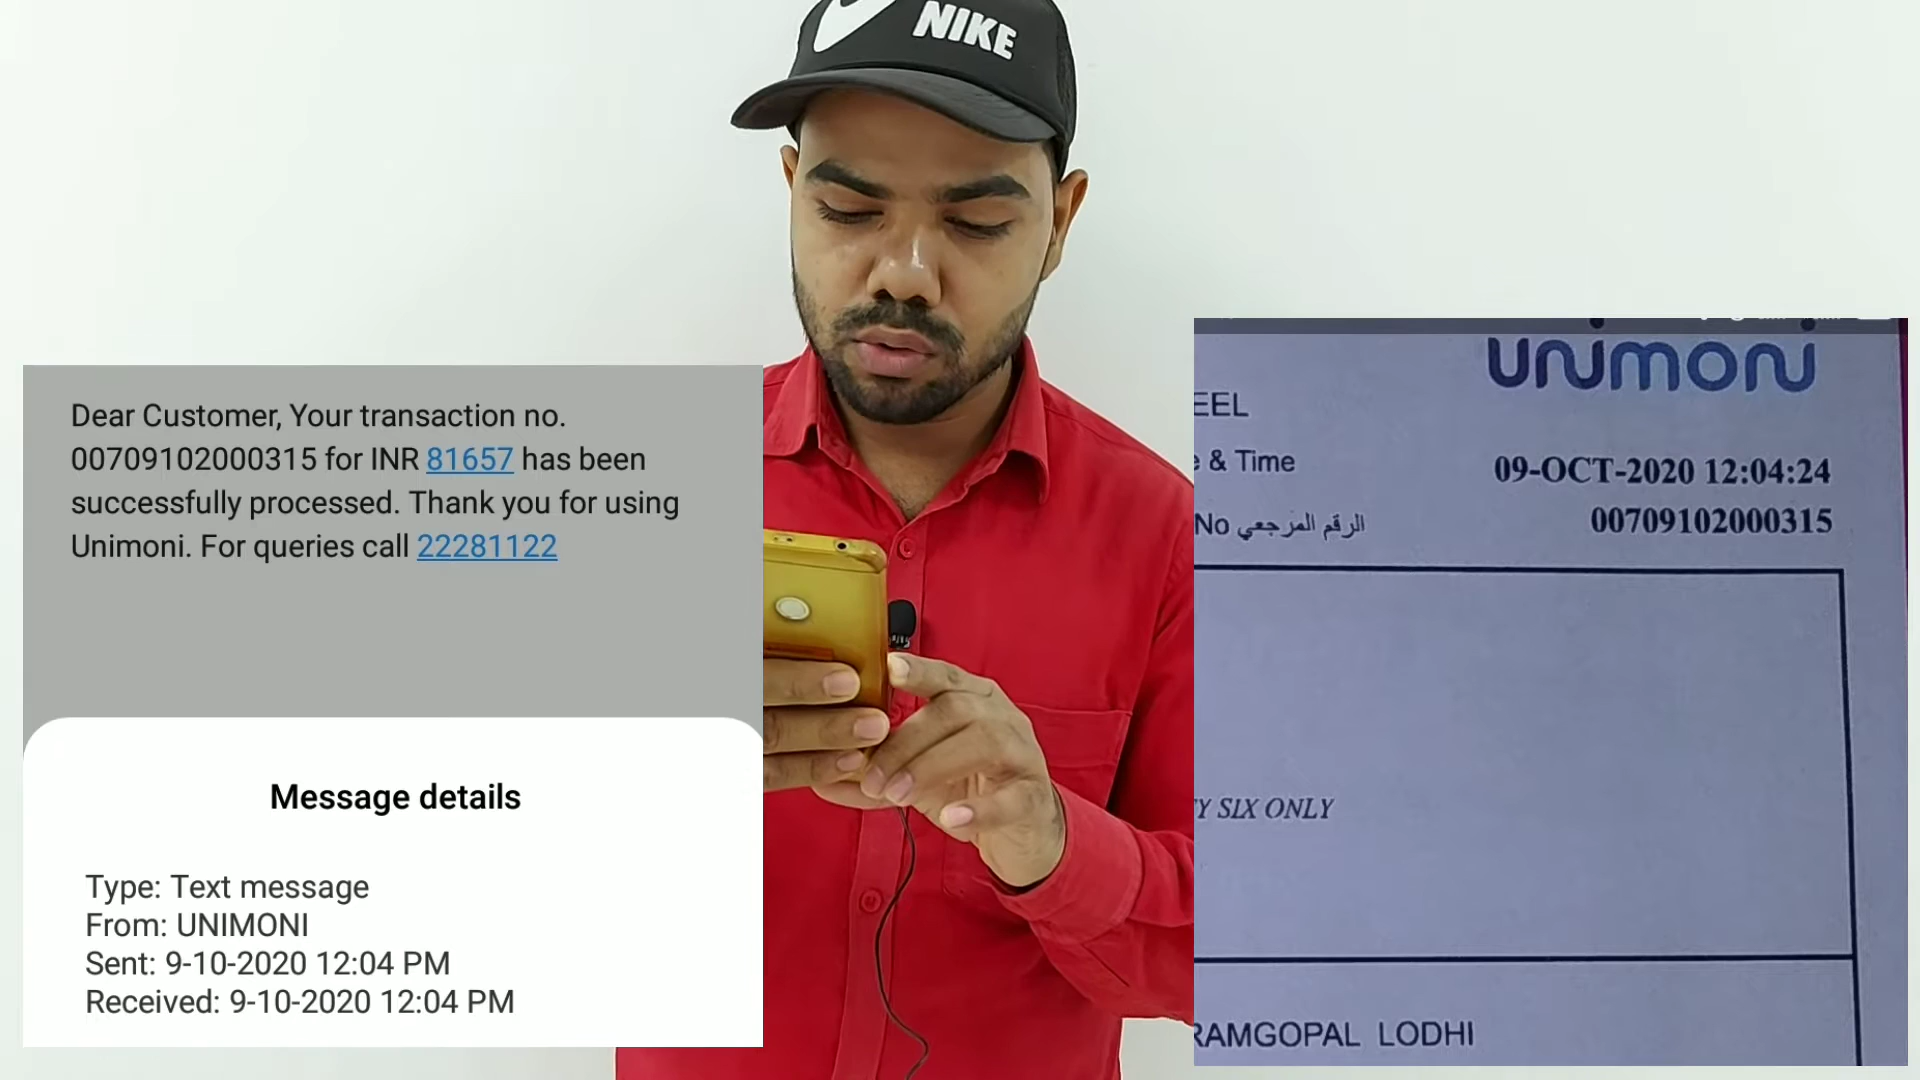 NIKE
Dear Customer, Your transaction no.
00709102000315 for INR 81657 has been
successfully processed. Thank you for using
Unimoni. For queries call 22281122
Message details
Type: Text message
From: UNIMONI
Sent: 9-10-2020 12:04 PM
Received: 9-10-2020 12:04 PM
unimoni
EEL
& Time
09-OCT-2020 12:04:24
No الرقم المرجعي
00709102000315
Y SIX ONLY
RAMGOPAL LODHI